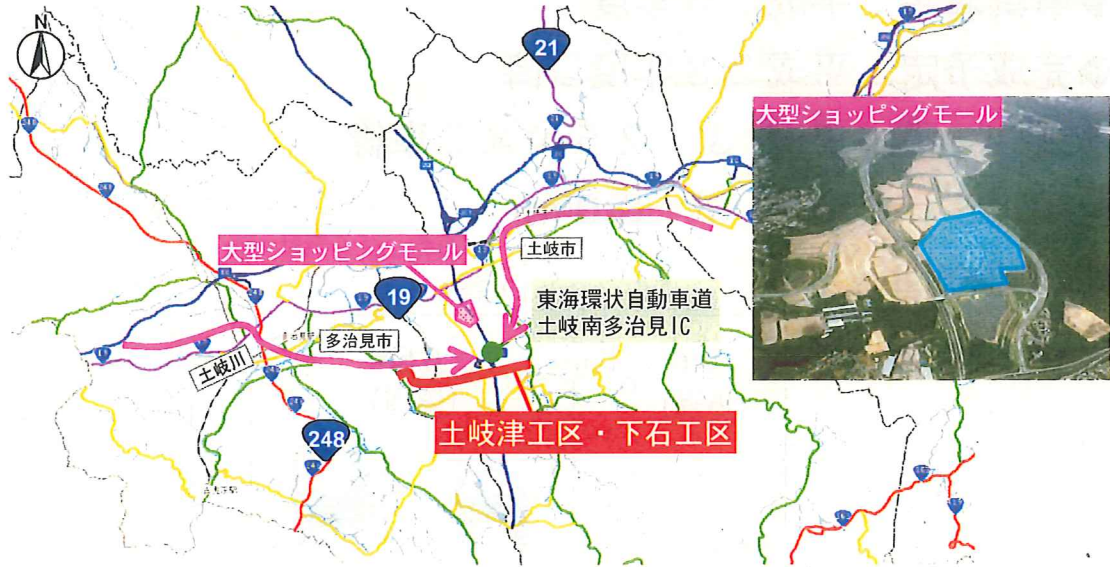 N
21
大型ショッピングモール
大型ショッピングモール
土岐市
19
東海環状自動車道
土岐南多治見IC
多治見市
土岐川
土岐津工区・下石工区
248